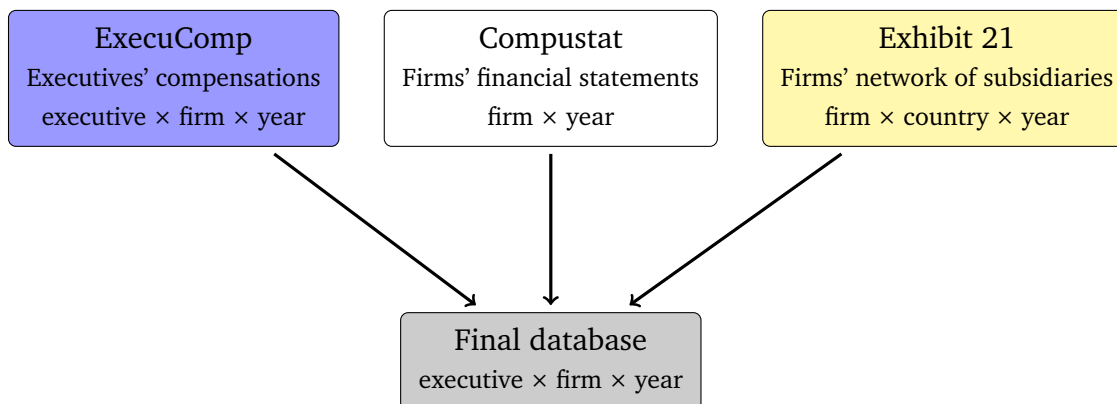 ExecuComp
Executives’ compensations
executive × firm × year
Compustat
Firms’ financial statements
firm × year
Exhibit 21
Firms’ network of subsidiaries
firm × country × year
Final database
executive × firm × year